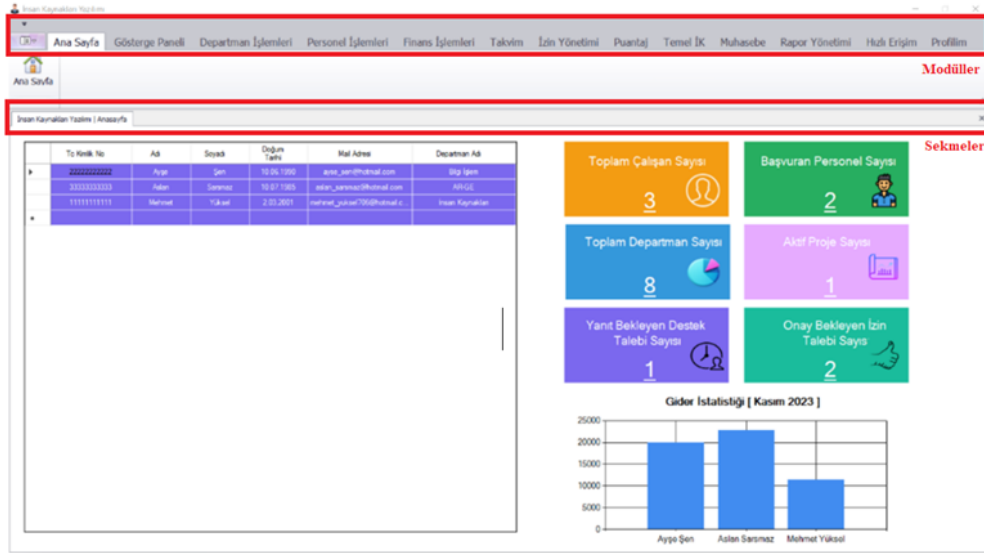 İnsan Kaynakları Yazılım
Ana Sayfa Gösterge Paneli Departman İşlemleri Personel İşlemleri Finans İşlemleri Takvim İzin Yönetimi Puantaj Temel İK Muhasebe Rapor Yönetimi Hızlı Erişim Profilim
Ana Sayfa
Modüller
İnsan Kaynakları Yazılımı | Anasayfa
Sekmeler
Tc Kimlik No Adı Soyadı Doğum Tarihi Mail Adresi Departman Adı
22222222222 Ayşe Şen 10.06.1990 ayse_sen@hotmail.com Bilgi İşlem
33333333333 Aslan Sarsmaz 10.07.1985 aslan_sarsmaz@hotmail.com AR-GE
11111111111 Mehmet Yüksel 2.03.2001 mehmet_yuksel706@hotmail.c... İnsan Kaynakları
Toplam Çalışan Sayısı
3
Başvuran Personel Sayısı
2
Toplam Departman Sayısı
8
Aktif Proje Sayısı
1
Yanıt Bekleyen Destek
Talebi Sayısı
1
Onay Bekleyen İzin
Talebi Sayıs
2
Gider İstatistiği [ Kasım 2023 ]
25000
20000
15000
10000
5000
0
Ayşe Şen Aslan Sarsmaz Mehmet Yüksel